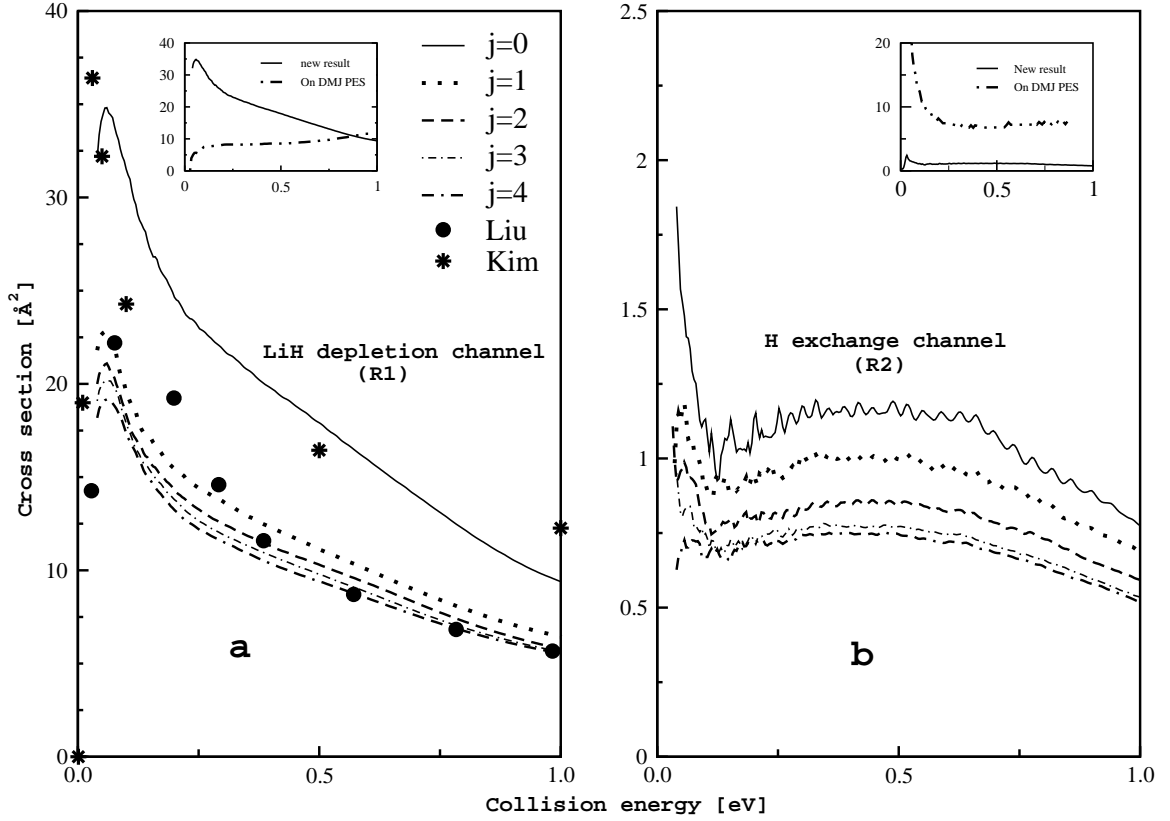 Cross section [Å²]
40
30
20
10
0
0.0
0.5
1.0
40
30
20
10
0
0
0.5
1
new result
On DMJ PES
j=0
j=1
j=2
j=3
j=4
Liu
Kim
LiH depletion channel
(R1)
a
2.5
2
1.5
1
0.5
0
0.0
0.5
1.0
20
15
10
5
0
0
0.5
1
New result
On DMJ PES
H exchange channel
(R2)
b
Collision energy [eV]